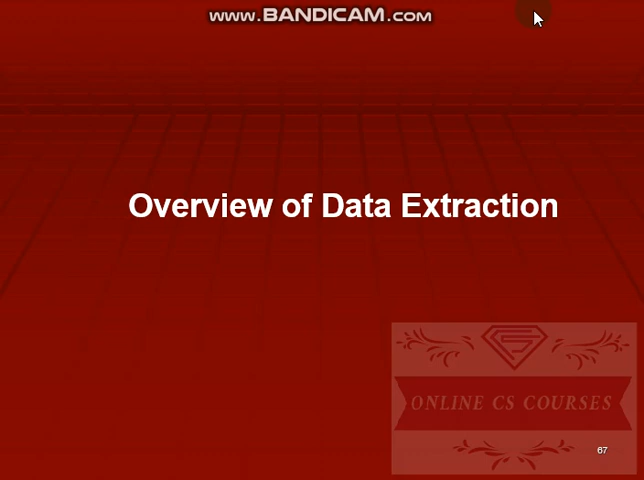 www.BANDICAM.com
Overview of Data Extraction
ONLINE CS COURSES
67